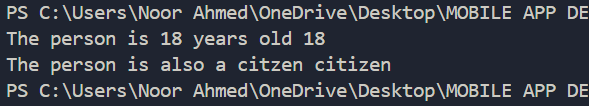 PS C:\Users\Noor Ahmed\OneDrive\Desktop\MOBILE APP DE
The person is 18 years old 18
The person is also a citzen citizen
PS C:\Users\Noor Ahmed\OneDrive\Desktop\MOBILE APP DE